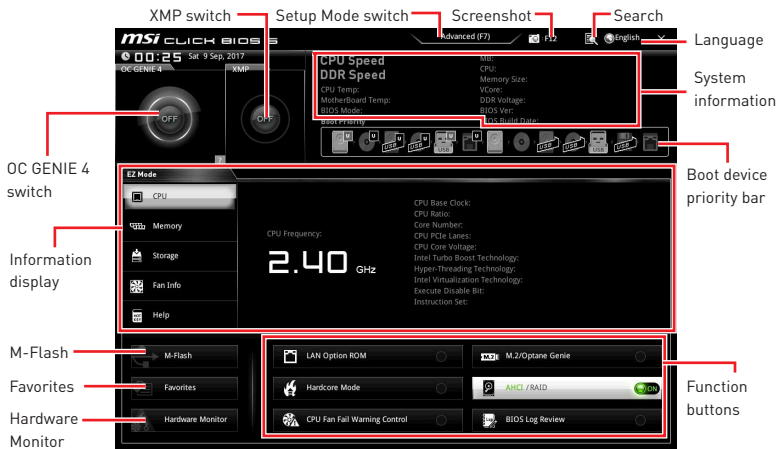 XMP switch
Setup Mode switch
Screenshot
Search
msi CLICK BIOS 5
Advanced (F7)
F12
English
Language
00:25 Sat 9 Sep, 2017
OC GENIE 4
XMP
OFF
OFF
CPU Speed
DDR Speed
CPU Temp:
MotherBoard Temp:
BIOS Mode:
Boot Priority
MB:
CPU:
Memory Size:
VCore:
DDR Voltage:
BIOS Ver:
BIOS Build Date:
System
information
U
U
USB U
USB U
U
USB
USB
USB
USB
USB
Boot device
priority bar
OC GENIE 4
switch
?
EZ Mode
CPU
Memory
Storage
Fan Info
Help
CPU Frequency:
2.40 GHz
CPU Base Clock:
CPU Ratio:
Core Number:
CPU PCIe Lanes:
CPU Core Voltage:
Intel Turbo Boost Technology:
Hyper-Threading Technology:
Intel Virtualization Technology:
Execute Disable Bit:
Instruction Set:
Information
display
M-Flash
Favorites
Hardware
Monitor
M-Flash
Favorites
Hardware Monitor
LAN Option ROM
Hardcore Mode
CPU Fan Fail Warning Control
M.2/Optane Genie
AHCI /RAID
ON
BIOS Log Review
Function
buttons